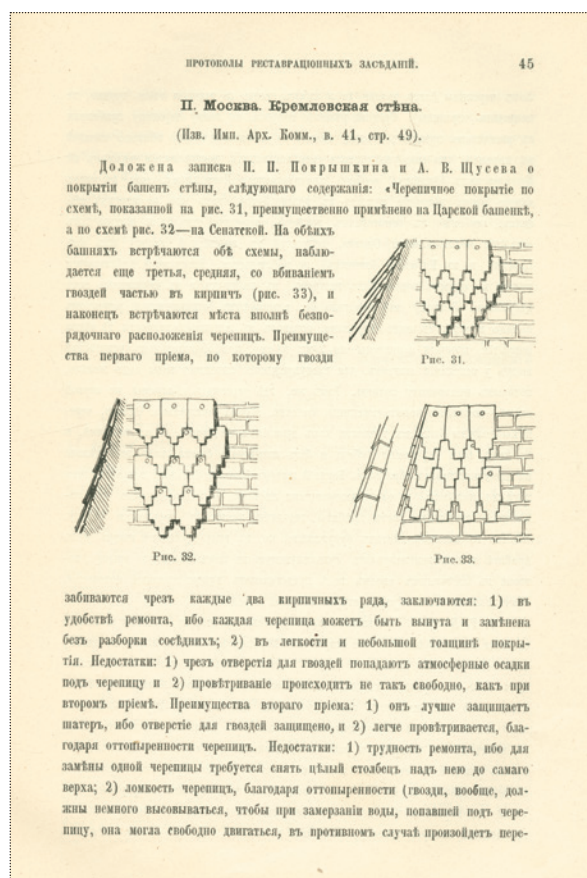 ПРОТОКОЛЫ РЕСТАВРАЦІОННЫХЪ ЗАСѢДАНІЙ. 45
II. Москва. Кремлевская стѣна.
(Изв. Имп. Арх. Комм., в. 41, стр. 49).
Доложена записка П. П. Покрышкина и А. В. Щусева о
покрытіи башенъ стѣны, слѣдующаго содержанія: «Черепичное покрытіе по
схемѣ, показанной на рис. 31, преимущественно примѣнено на Царской башенкѣ,
а по схемѣ рис. 32—на Сенатской. На обѣихъ
башняхъ встрѣчаются обѣ схемы, наблю-
дается еще третья, средняя, со вбиваніемъ
гвоздей частью въ кирпичъ (рис. 33), и
наконецъ встрѣчаются мѣста вполнѣ безпо-
рядочнаго расположенія черепицъ. Преимуще-
ства перваго пріема, по которому гвозди
Рис. 31.
Рис. 32.
Рис. 33.
забиваются чрезъ каждые два кирпичныхъ ряда, заключаются: 1) въ
удобствѣ ремонта, ибо каждая черепица можетъ быть вынута и замѣнена
безъ разборки сосѣднихъ; 2) въ легкости и небольшой толщинѣ покры-
тія. Недостатки: 1) чрезъ отверстія для гвоздей попадаютъ атмосферные осадки
подъ черепицу и 2) провѣтриваніе происходитъ не такъ свободно, какъ при
второмъ пріемѣ. Преимущества втораго пріема: 1) онъ лучше защищаетъ
шатеръ, ибо отверстіе для гвоздей защищено, и 2) легче провѣтривается, бла-
годаря оттопыренности черепицъ. Недостатки: 1) трудность ремонта, ибо для
замѣны одной черепицы требуется снять цѣлый столбецъ надъ нею до самаго
верха; 2) ломкость черепицъ, благодаря оттопыренности (гвозди, вообще, дол-
жны немного высовываться, чтобы при замерзаніи воды, попавшей подъ чере-
пицу, она могла свободно двигаться, въ противномъ случаѣ произойдетъ пере-